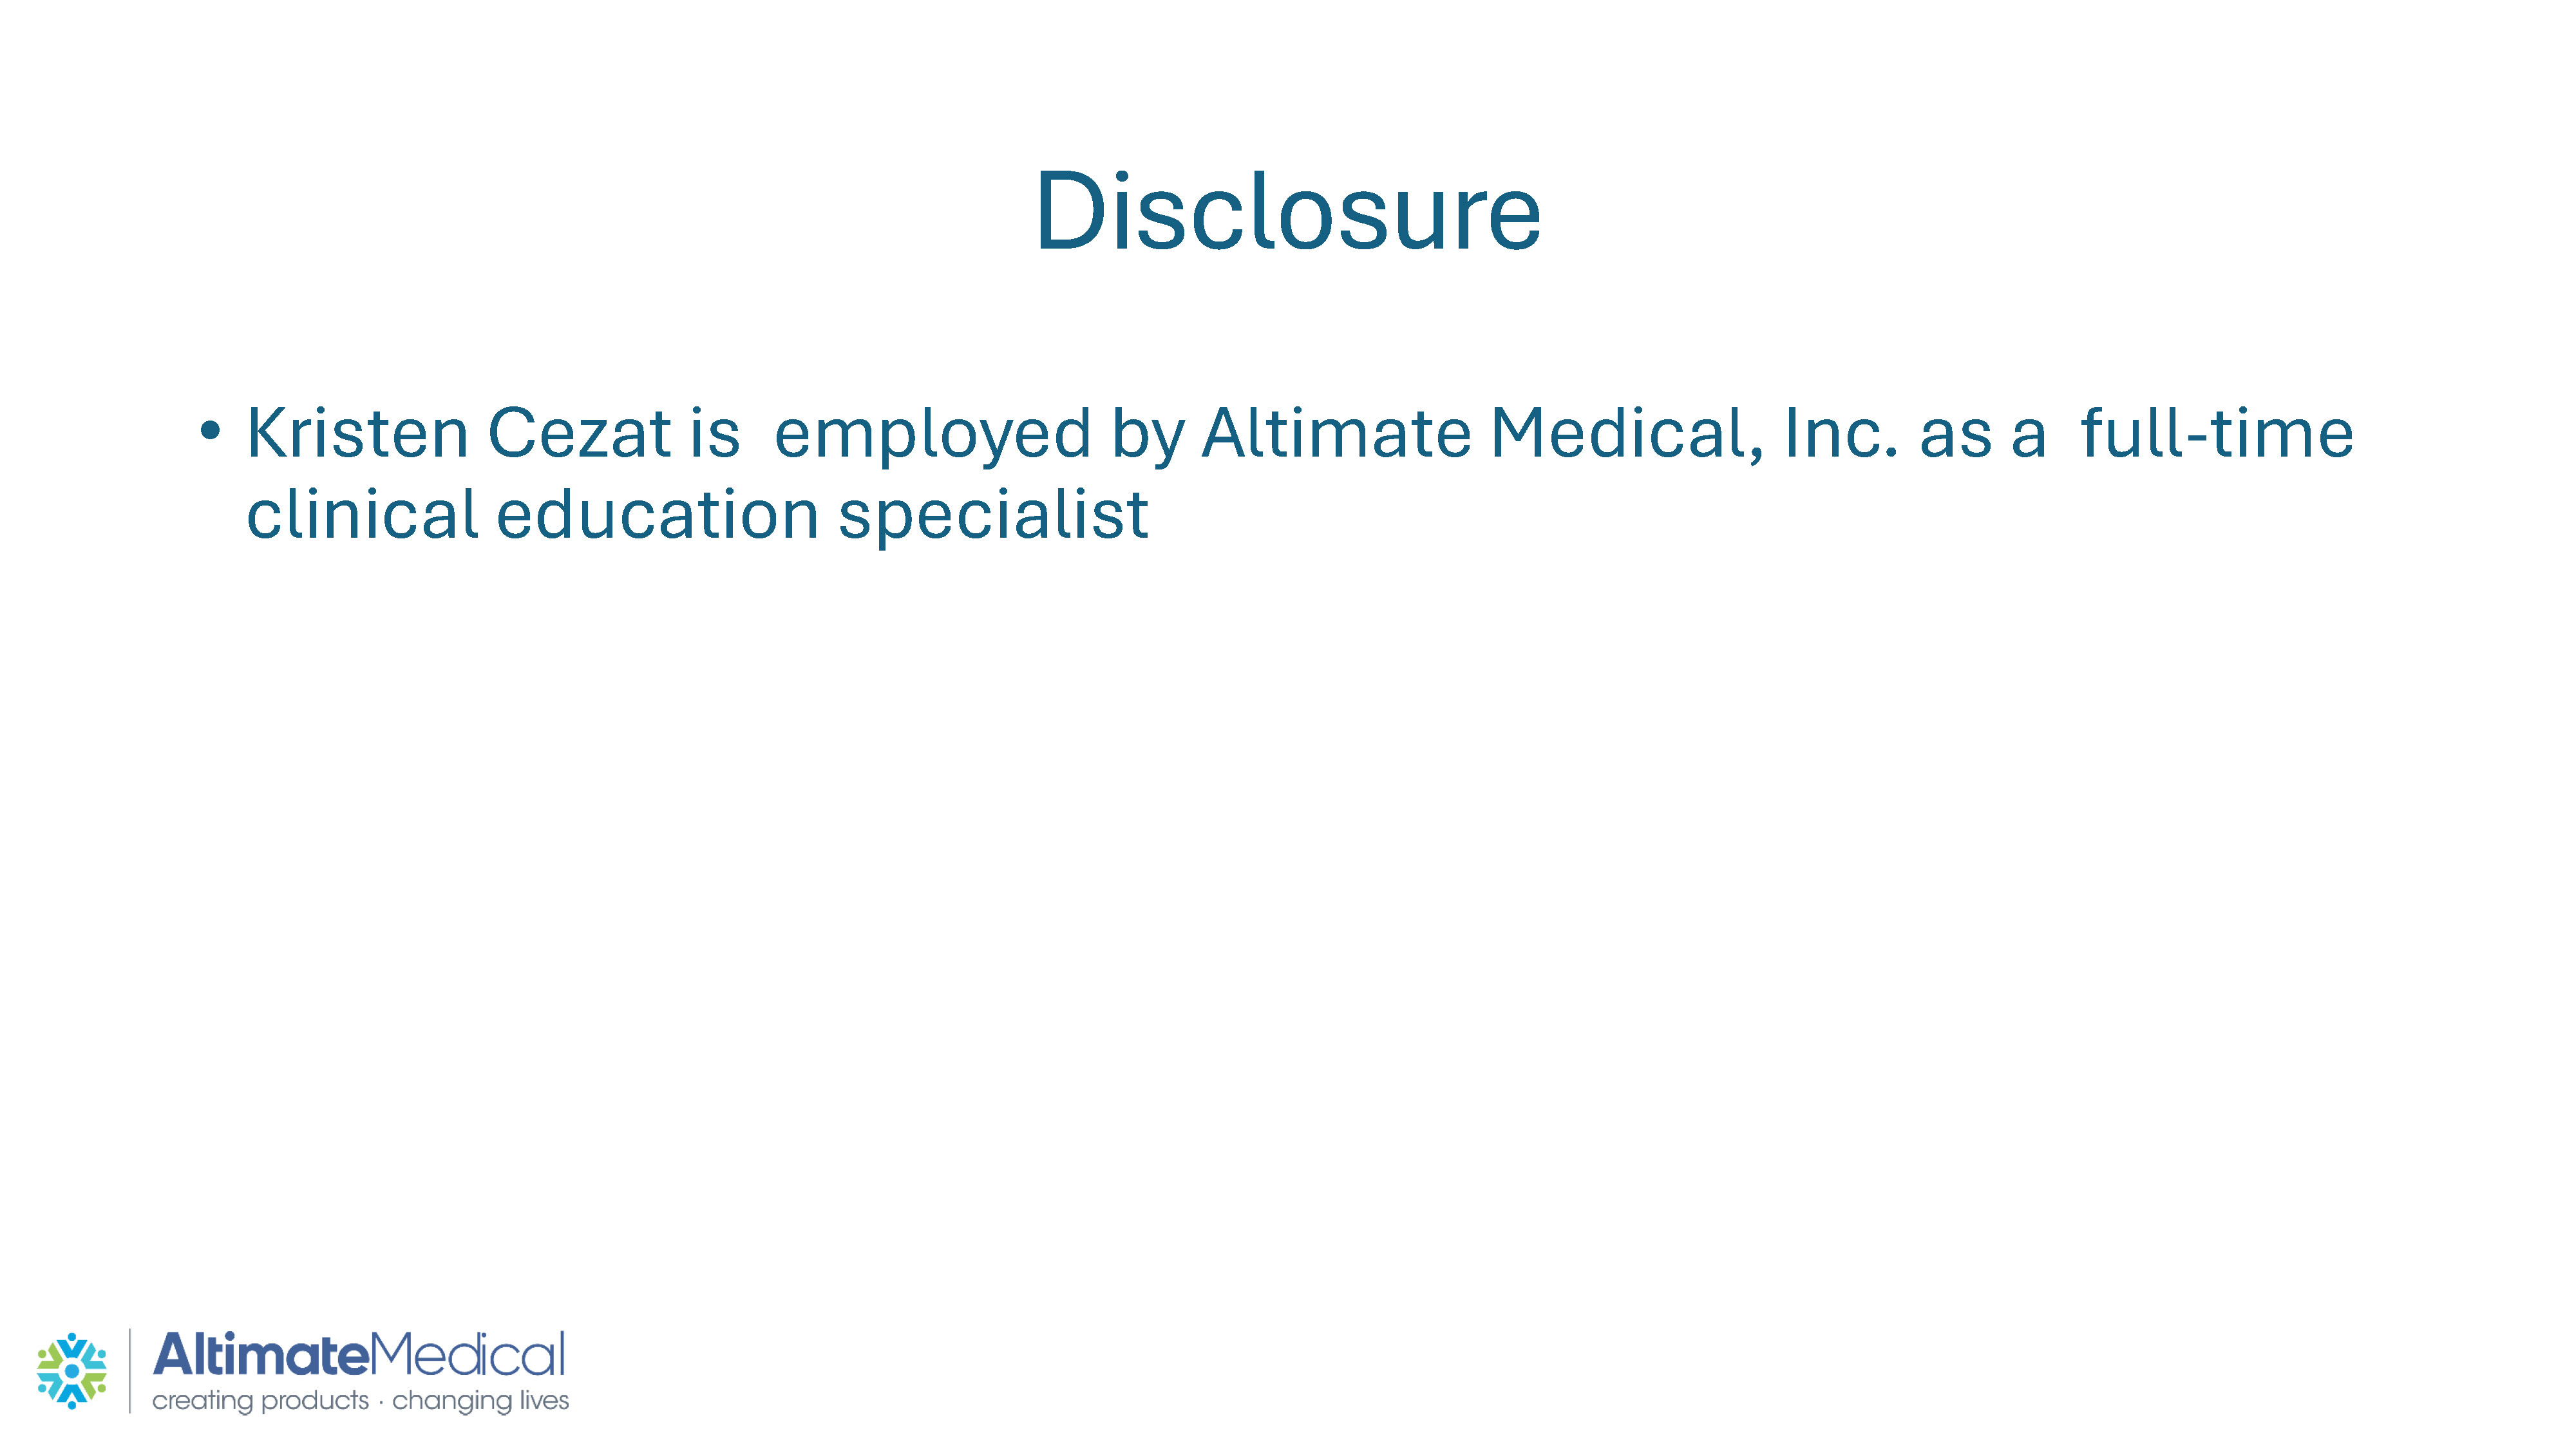 Disclosure
• Kristen Cezat is employed by Altimate Medical, Inc. as a full-time
clinical education specialist
AltimateMedical
creating products · changing lives